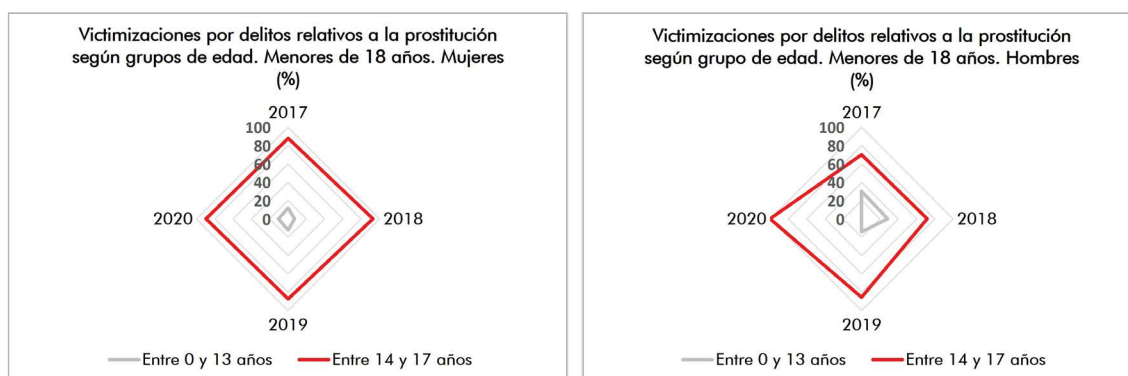 Victimizaciones por delitos relativos a la prostitución
según grupos de edad. Menores de 18 años. Mujeres
(%)
2017
100
80
60
40
20
0
2020
2018
2019
Entre 0 y 13 años
Entre 14 y 17 años
Victimizaciones por delitos relativos a la prostitución
según grupo de edad. Menores de 18 años. Hombres
(%)
2017
100
80
60
40
20
0
2020
2018
2019
Entre 0 y 13 años
Entre 14 y 17 años